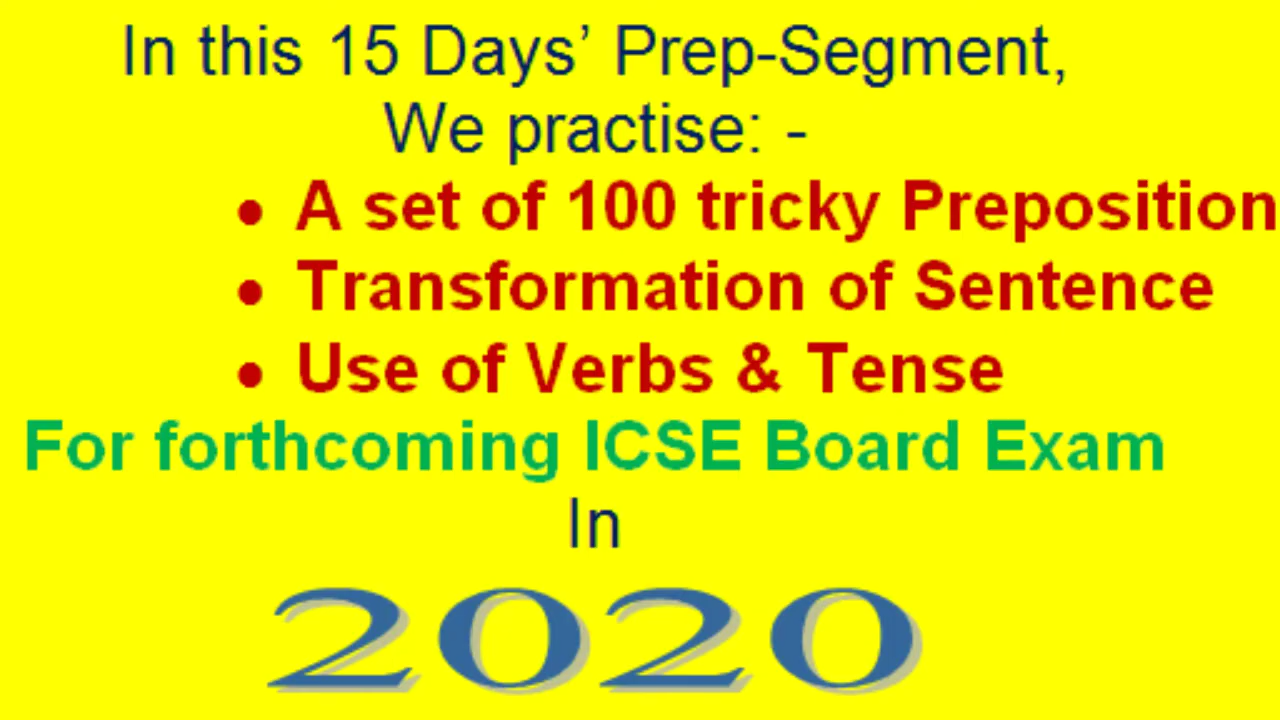 In this 15 Days’ Prep-Segment,
We practise: -
• A set of 100 tricky Preposition
• Transformation of Sentence
• Use of Verbs & Tense
For forthcoming ICSE Board Exam
In
2020